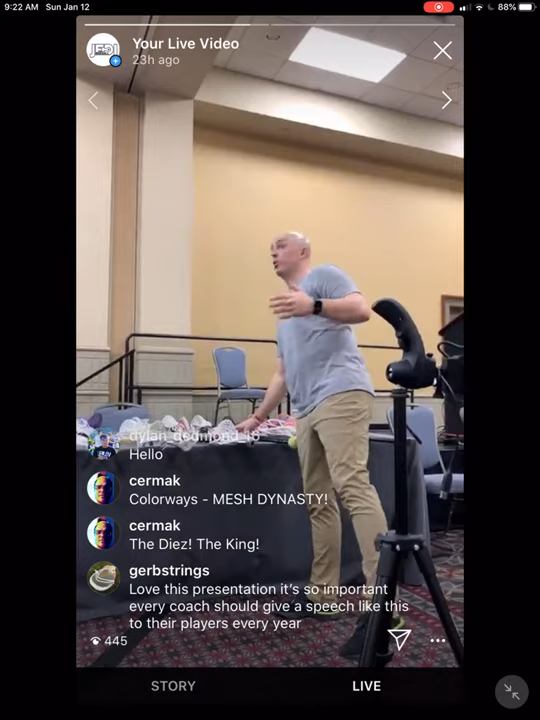 9:22 AM Sun Jan 12
88%
JEDI
Your Live Video
23h ago
Hello
cermak
Colorways - MESH DYNASTY!
cermak
The Diez! The King!
gerbstrings
Love this presentation it's so important
every coach should give a speech like this
to their players every year
445
STORY
LIVE